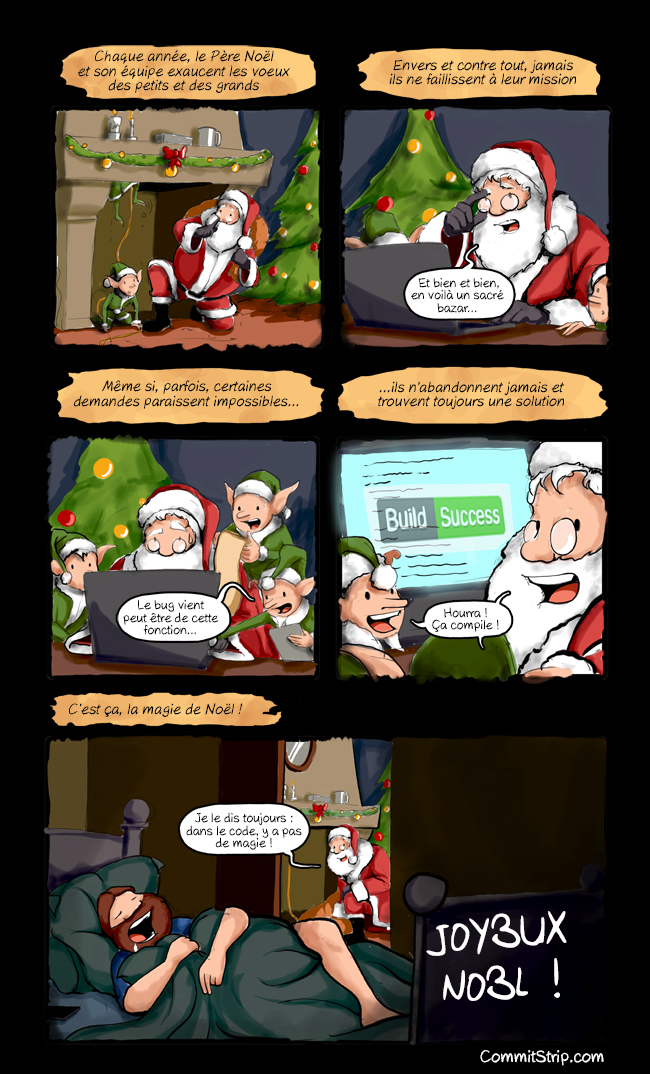 Chaque année, le Père Noël
et son équipe exaucent les voeux
des petits et des grands
Envers et contre tout, jamais
ils ne faillissent à leur mission
Et bien et bien,
en voilà un sacré
bazar...
Même si, parfois, certaines
demandes paraissent impossibles...
...ils n'abandonnent jamais et
trouvent toujours une solution
Le bug vient
peut être de cette
fonction...
Build Success
Hourra !
Ça compile !
C'est ça, la magie de Noël !
Je le dis toujours :
dans le code, y a pas
de magie !
JOY3UX
NO3L !
CommitStrip.com